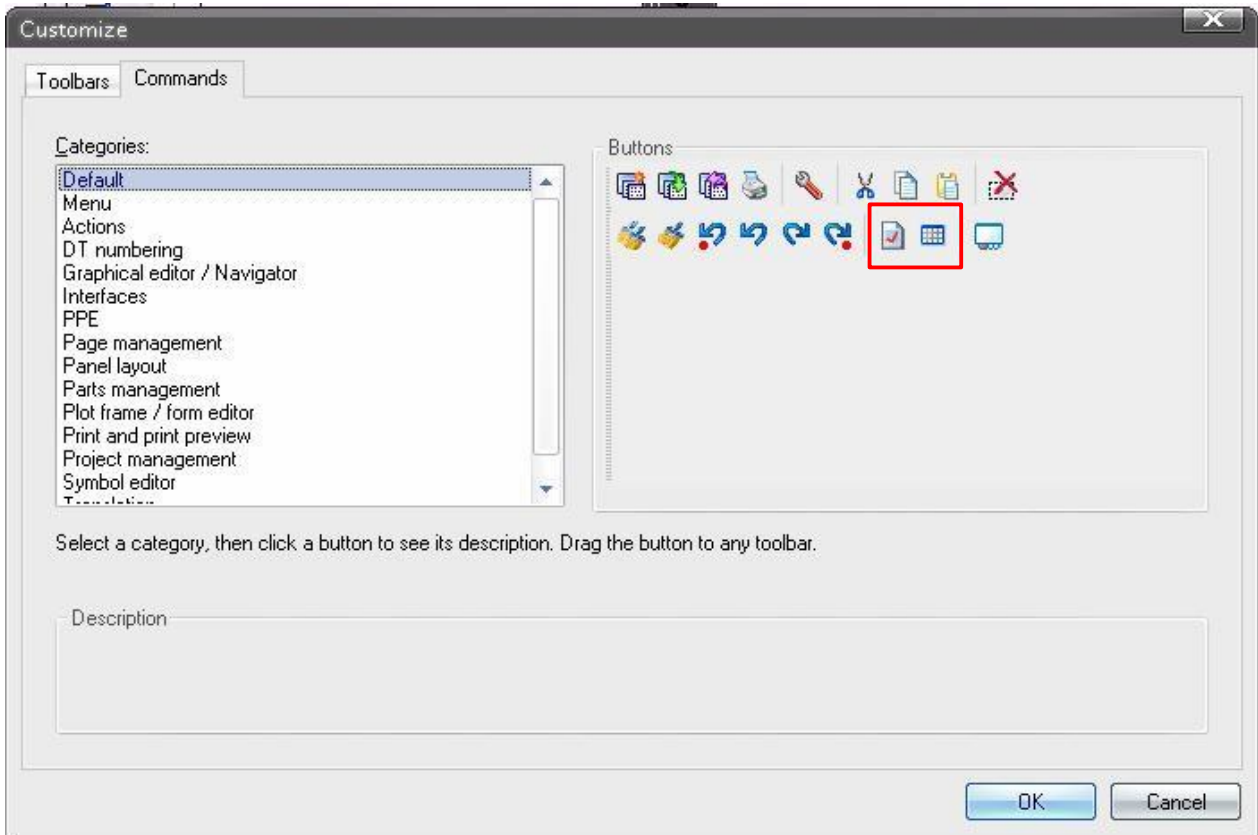 Customize
Toolbars
Commands
Categories:
Default
Menu
Actions
DT numbering
Graphical editor / Navigator
Interfaces
PPE
Page management
Panel layout
Parts management
Plot frame / form editor
Print and print preview
Project management
Symbol editor
Buttons
Select a category, then click a button to see its description. Drag the button to any toolbar.
Description
OK
Cancel